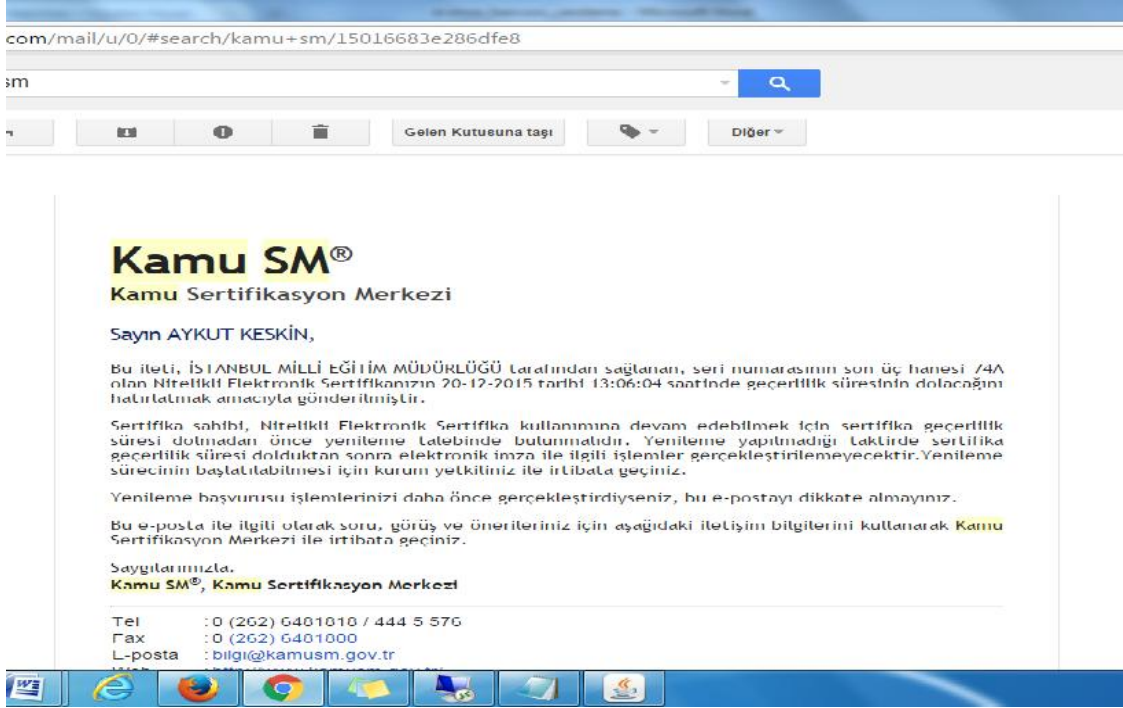 .com/mail/u/0/#search/kamu+sm/15016683e286dfe8
sm
Gelen Kutusuna taşı
Diğer
Kamu SM®
Kamu Sertifikasyon Merkezi
Sayın AYKUT KESKİN,
Bu ileti, İSTANBUL MİLLİ EĞİTİM MÜDÜRLÜĞÜ tarafından sağlanan, seri numarasının son üç hanesi 74A
olan Nitelikli Elektronik Sertifikanızın 20-12-2015 tarihi 13:06:04 saatinde geçerlilik süresinin dolacağını
hatırlatmak amacıyla gönderilmiştir.
Sertifika sahibi, Nitelikli Elektronik Sertifika kullanımına devam edebilmek için sertifika geçerlilik
süresi dolmadan önce yenileme talebinde bulunmalıdır. Yenileme yapılmadığı taktirde sertifika
geçerlilik süresi dolduktan sonra elektronik imza ile ilgili işlemler gerçekleştirilemeyecektir.Yenileme
sürecinin başlatılabilmesi için kurum yetkiliniz ile irtibata geçiniz.
Yenileme başvurusu işlemlerinizi daha önce gerçekleştirdiyseniz, bu e-postayı dikkate almayınız.
Bu e-posta ile ilgili olarak soru, görüş ve önerileriniz için aşağıdaki iletişim bilgilerini kullanarak Kamu
Sertifikasyon Merkezi ile irtibata geçiniz.
Saygılarımızla.
Kamu SM®, Kamu Sertifikasyon Merkezi
Tel : 0 (262) 6481818 / 444 5 576
Fax : 0 (262) 6481800
E-posta : bilgi@kamusm.gov.tr